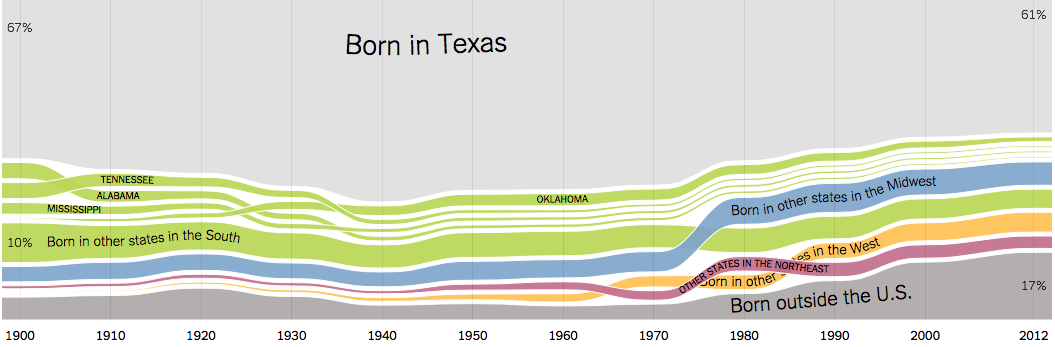 67%
61%
Born in Texas
TENNESSEE
ALABAMA
OKLAHOMA
MISSISSIPPI
Born in other states in the Midwest
10%
Born in other states in the South
Born in other es in the West
OTHER STATES IN THE NORTHEAST
Born outside the U.S.
17%
1900 1910 1920 1930 1940 1950 1960 1970 1980 1990 2000 2012